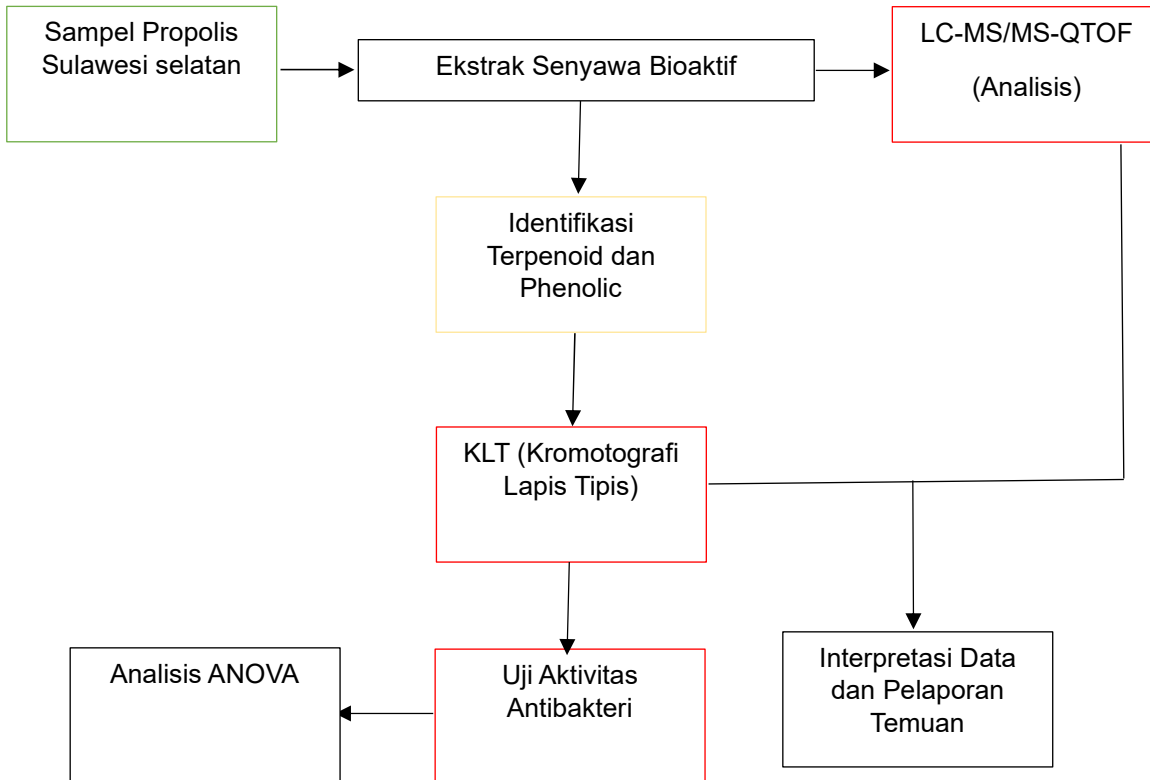 Sampel Propolis
Sulawesi selatan
Ekstrak Senyawa Bioaktif
LC-MS/MS-QTOF
(Analisis)
Identifikasi
Terpenoid dan
Phenolic
KLT (Kromotografi
Lapis Tipis)
Analisis ANOVA
Uji Aktivitas
Antibakteri
Interpretasi Data
dan Pelaporan
Temuan